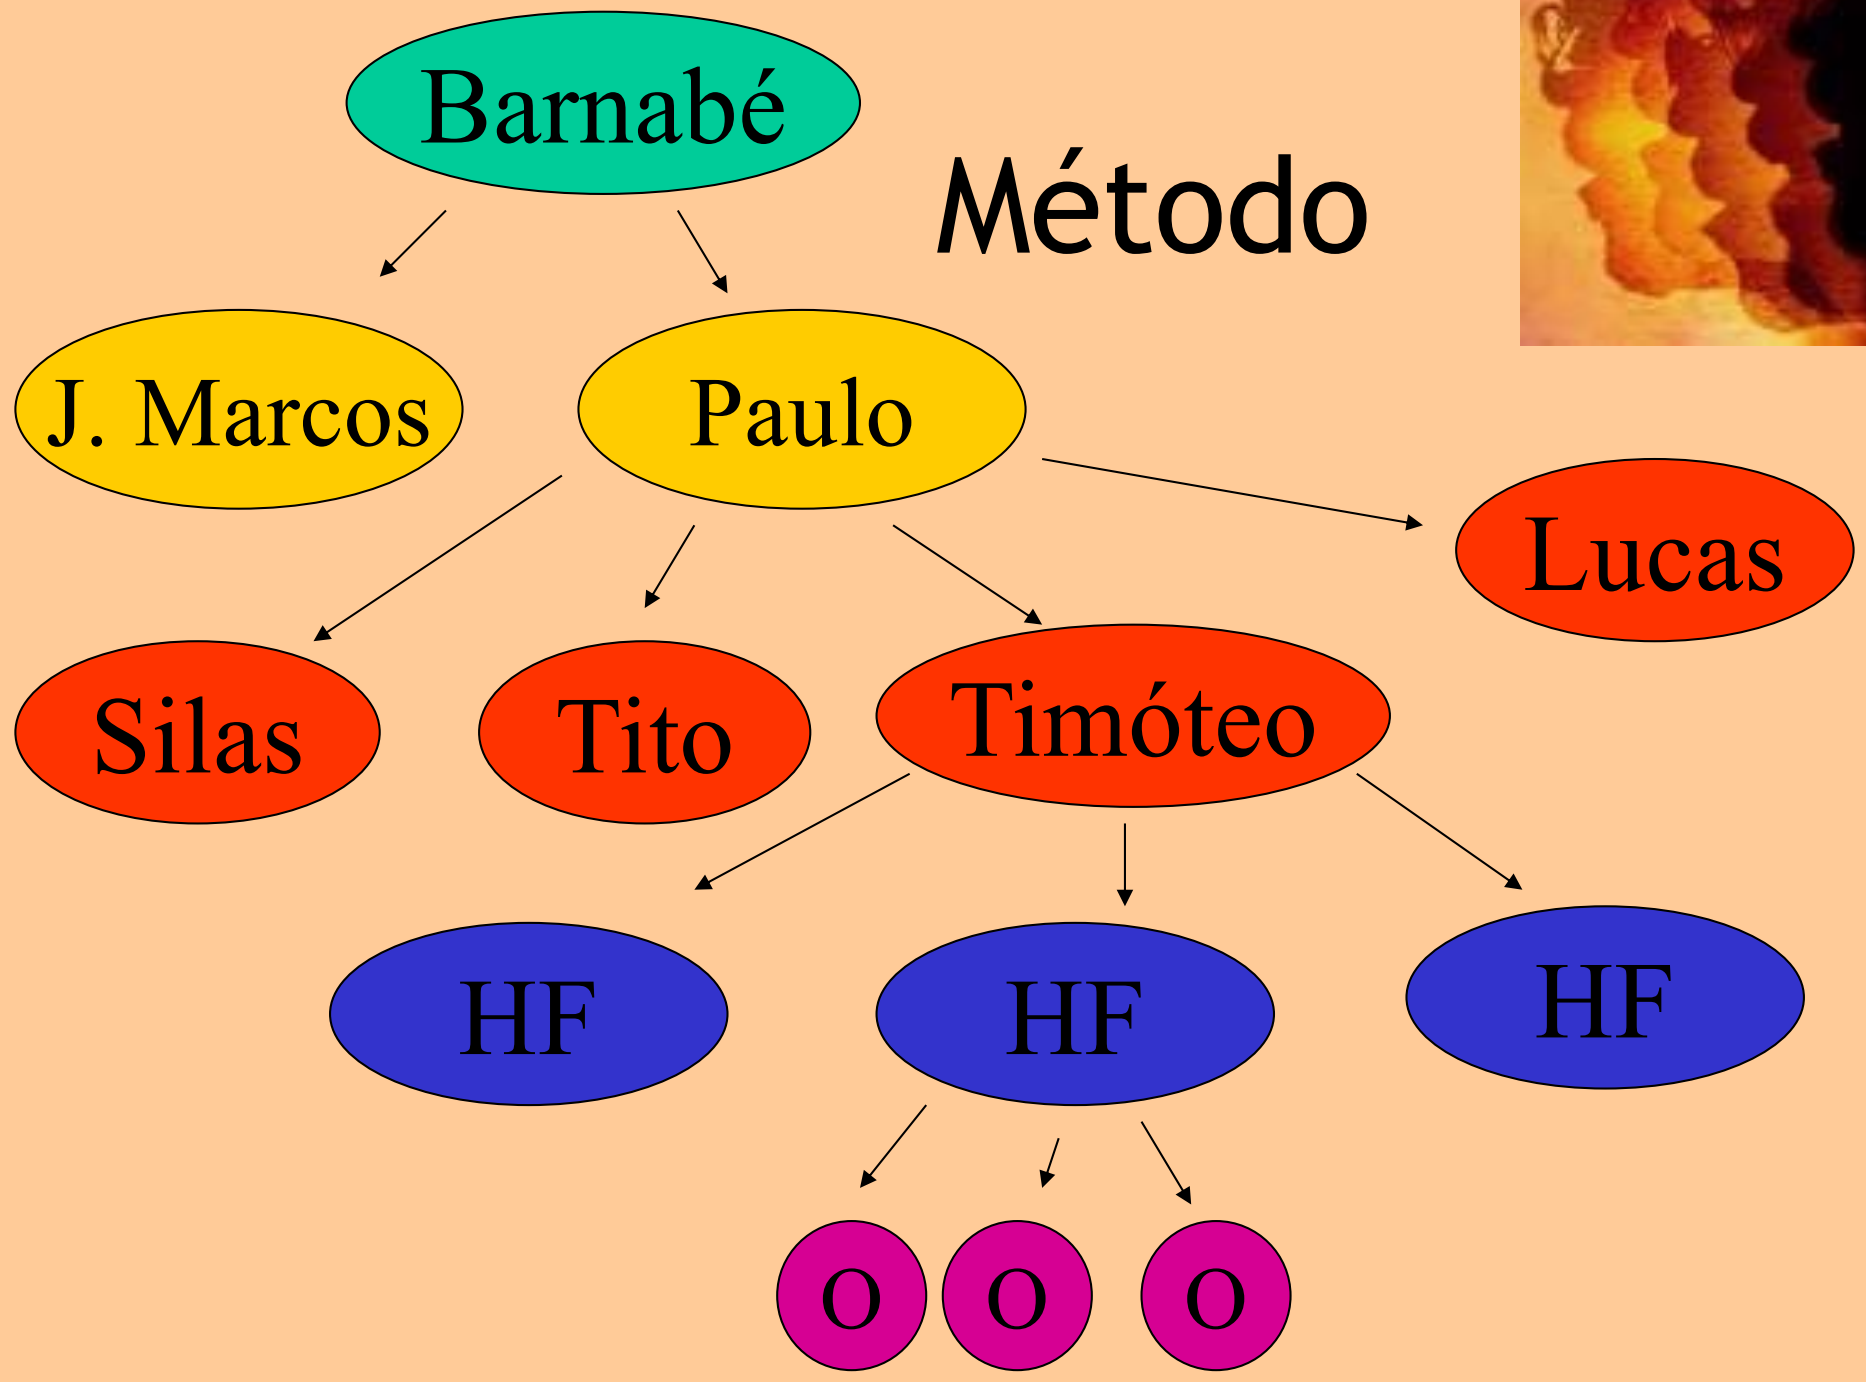 Barnabé
Método
J. Marcos
Paulo
Lucas
Silas
Tito
Timóteo
HF
HF
HF
o
o
o